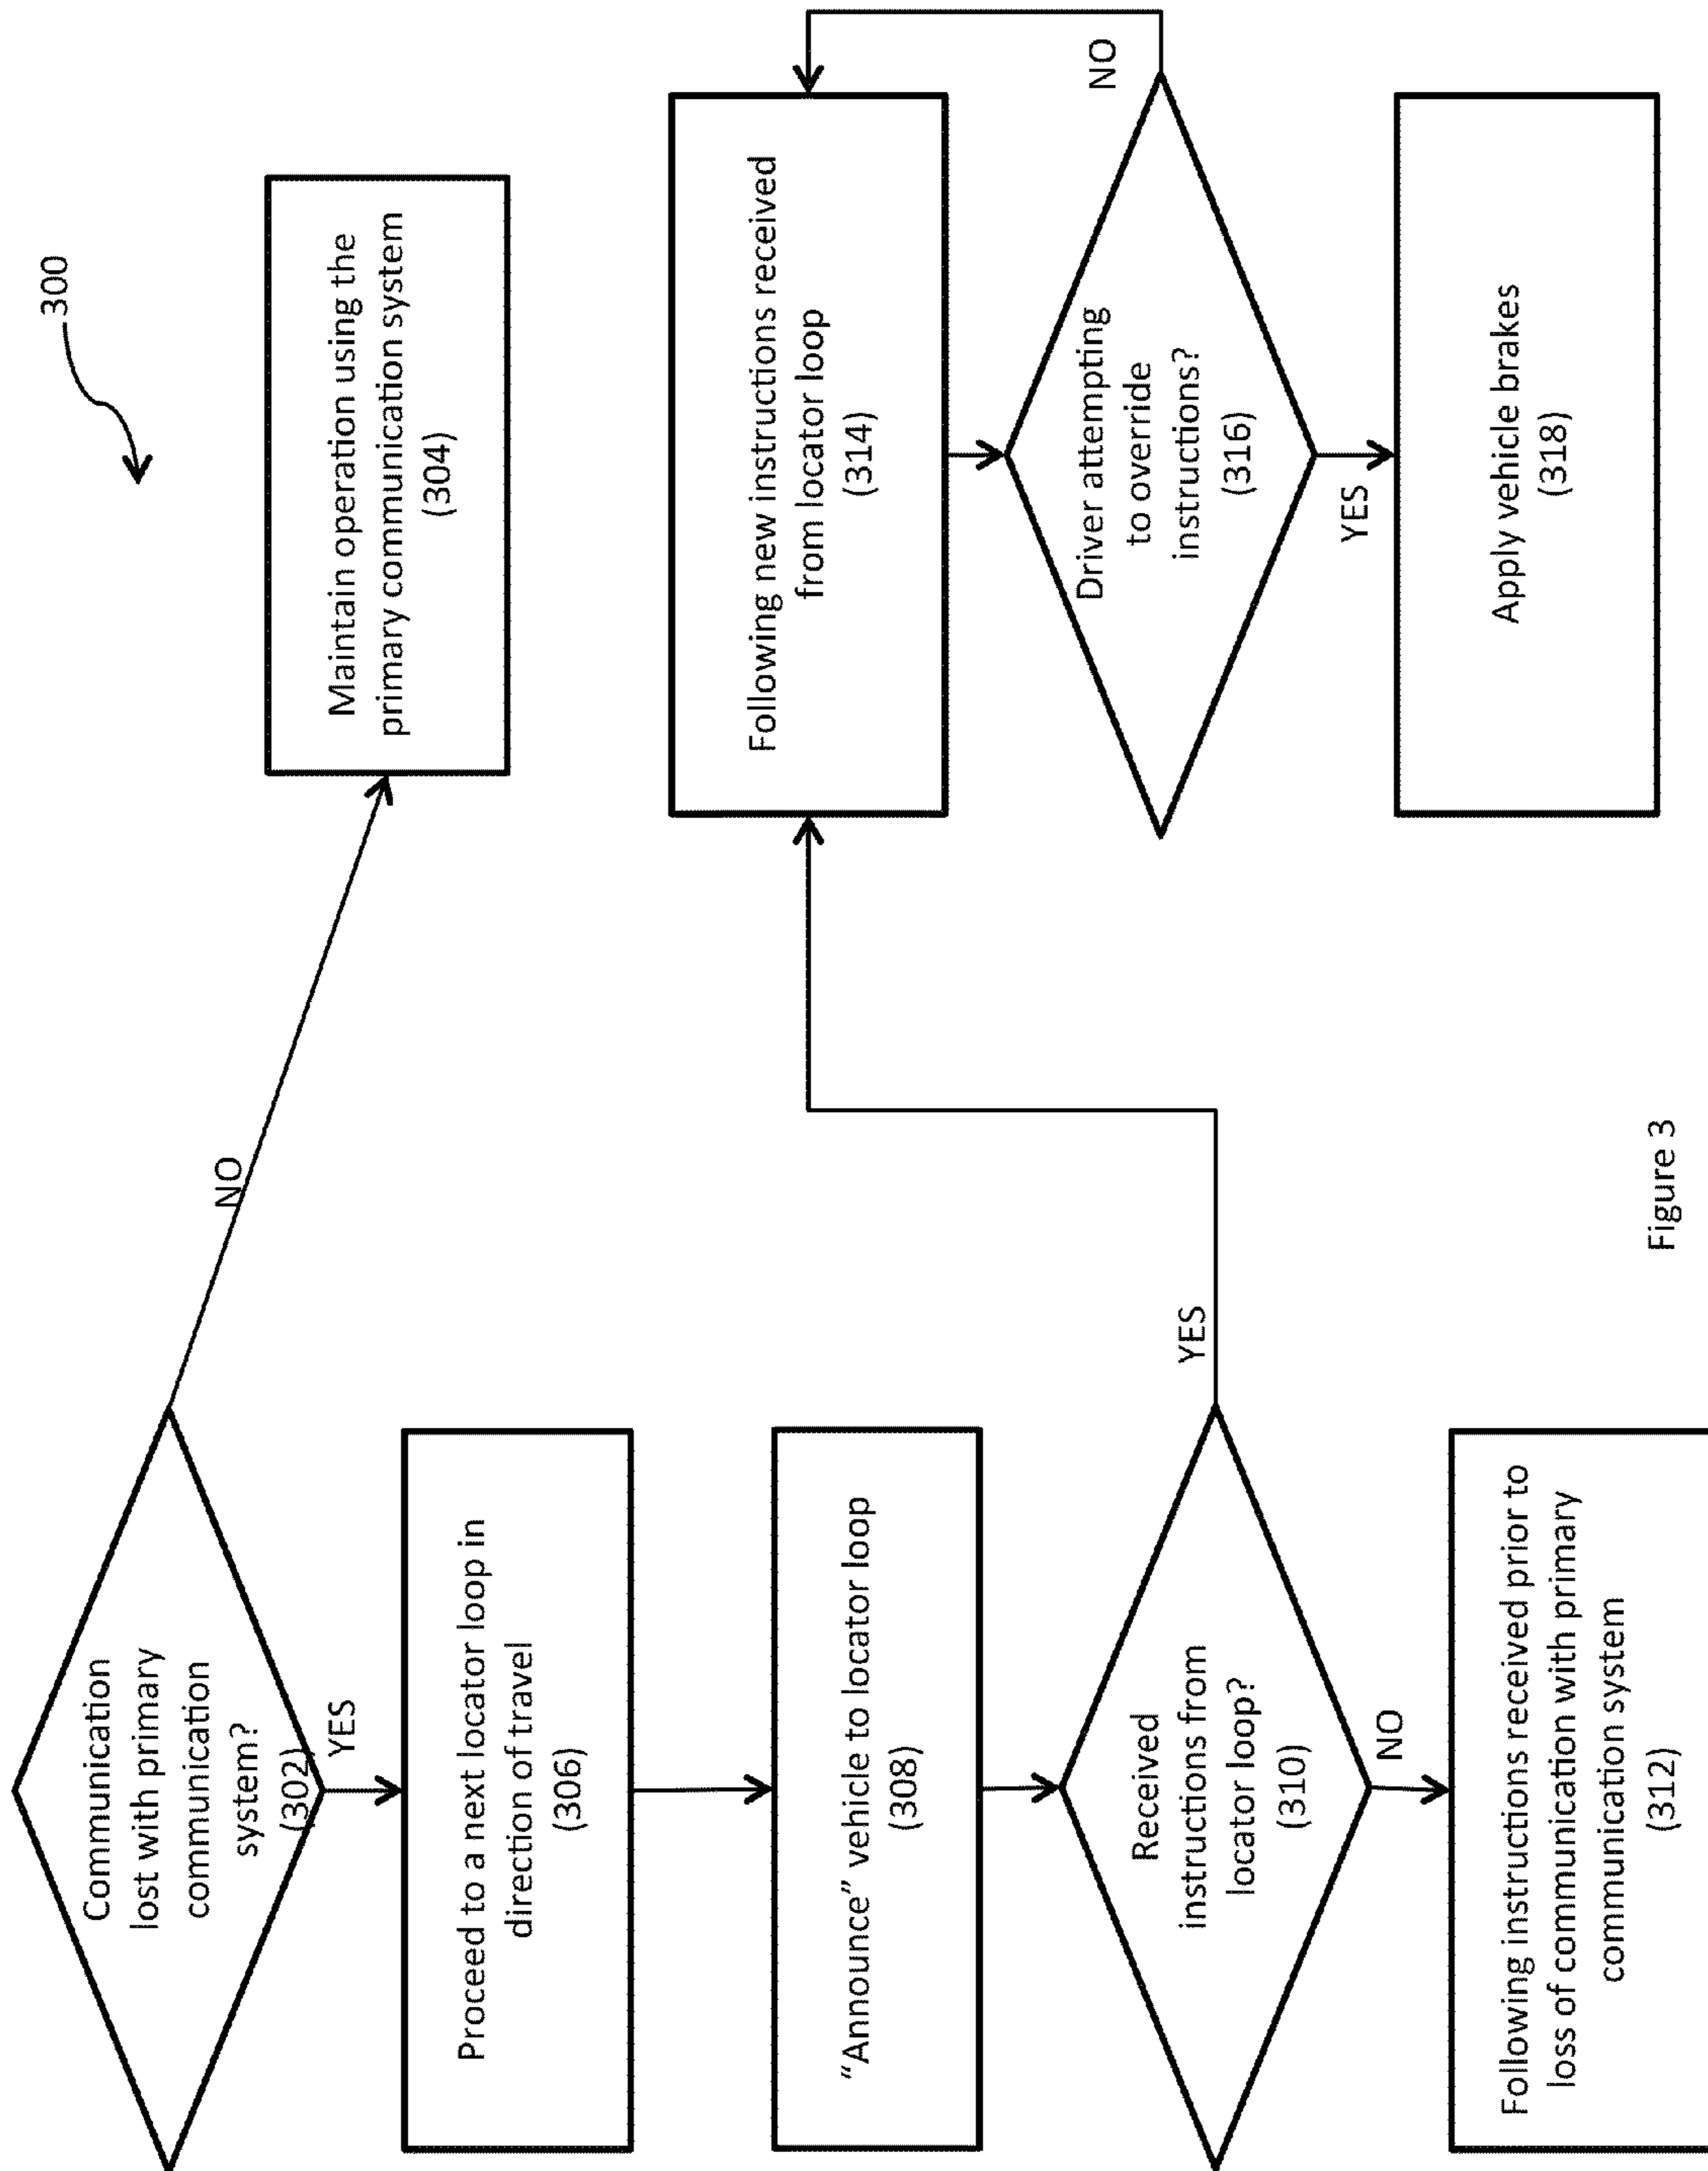 300
Communication
lost with primary
communication
system?
(302)
NO
YES
Maintain operation using the
primary communication system
(304)
Proceed to a next locator loop in
direction of travel
(306)
“Announce” vehicle to locator loop
(308)
Received
instructions from
locator loop?
(310)
YES
NO
Following instructions received prior to
loss of communication with primary
communication system
(312)
Following new instructions received
from locator loop
(314)
Driver attempting
to override
instructions?
(316)
NO
YES
Apply vehicle brakes
(318)
Figure 3